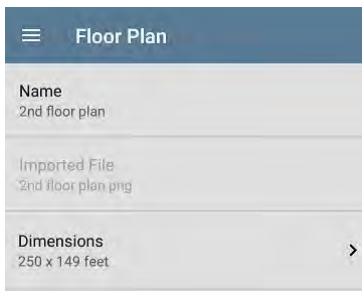 Floor Plan
Name
2nd floor plan
Imported File
2nd floor plan png
Dimensions
250 x 149 feet